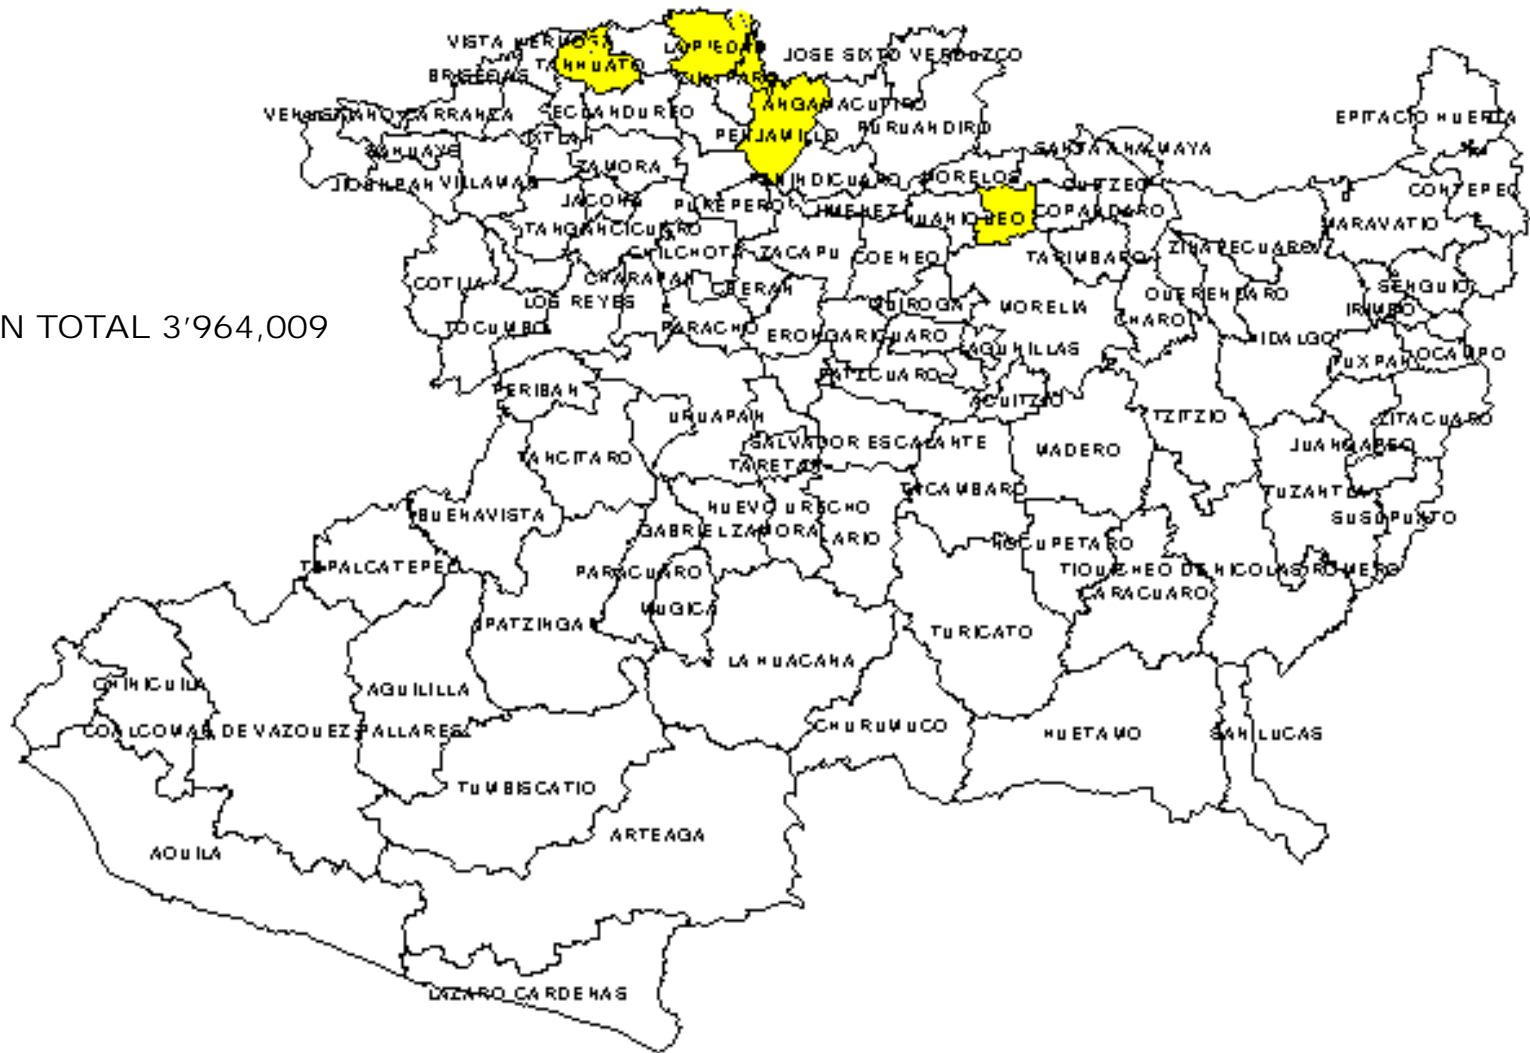 LA PIEDAD
VISTA HERMOSA
JOSE SIXTO VERDUZCO
TANHUATO
BRISEÑAS
ZINAPARO
VENUSTIANO CARRANZA
ECUANDUREO
ANGAMACUTIRO
EPITACIO HUERTA
PENJAMILLO
PURUANDIRO
IXTLAN
SAHUAYO
SANTA ANA MAYA
ZAMORA
JIQUILPAN
VILLAMAR
PANINDICUARO
MORELOS
CUITZEO
CONTEPEC
JACONA
PUREPERO
JIMENEZ
HUANIQUEO
COPANDARO
MARAVATIO
TANGANCICUARO
CHILCHOTA
ZACAPU
COENEO
TARIMBARO
ZINAPECUARO
COTIJA
CHARAPAN
CHERAN
SENGUIO
LOS REYES
QUIROGA
MORELIA
QUERENDARO
IRIMBO
N TOTAL 3'964,009
TOCUMBO
PARACHO
ERONGARICUARO
CHARO
HIDALGO
AGUNILLAS
TUXPAN
OCAMPO
PATZCUARO
PERIBAN
ACUITZIO
URUAPAN
TZITZIO
ZITACUARO
SALVADOR ESCALANTE
MADERO
JUANGAPEO
TANCITARO
TARETAN
TACAMBARO
TUZANTLA
BUENAVISTA
NUEVO URECHO
SUSUPUATO
GABRIEL ZAMORA
ARIO
NOCUPETARO
TEPALCATEPEC
PARACUARO
TIQUICHEO DE NICOLAS ROMERO
CARACUARO
MUGICA
PATZINGAN
TURICATO
LA HUACANA
CHINICUILA
AGUILILLA
COALCOMAN DE VAZQUEZ PALLARES
CHURUMUCO
HUETAMO
SAN LUCAS
TUMBISCATIO
ARTEAGA
AQUILA
LAZARO CARDENAS